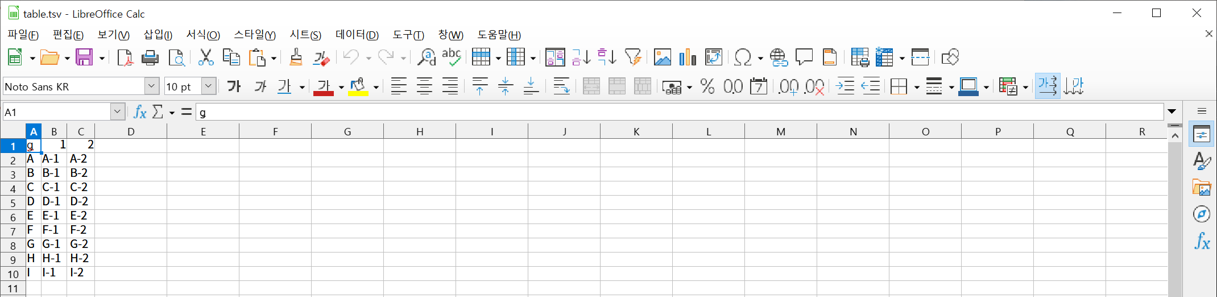 table.tsv - LibreOffice Calc
파일(F) 편집(E) 보기(V) 삽입(I) 서식(O) 스타일(Y) 시트(S) 데이터(D) 도구(T) 창(W) 도움말(H)
Noto Sans KR 10 pt 가 가 가 가
A1 fx Σ = g
A B C D E F G H I J K L M N O P Q R
1 g 1 2
2 A A-1 A-2
3 B B-1 B-2
4 C C-1 C-2
5 D D-1 D-2
6 E E-1 E-2
7 F F-1 F-2
8 G G-1 G-2
9 H H-1 H-2
10 I I-1 I-2
11